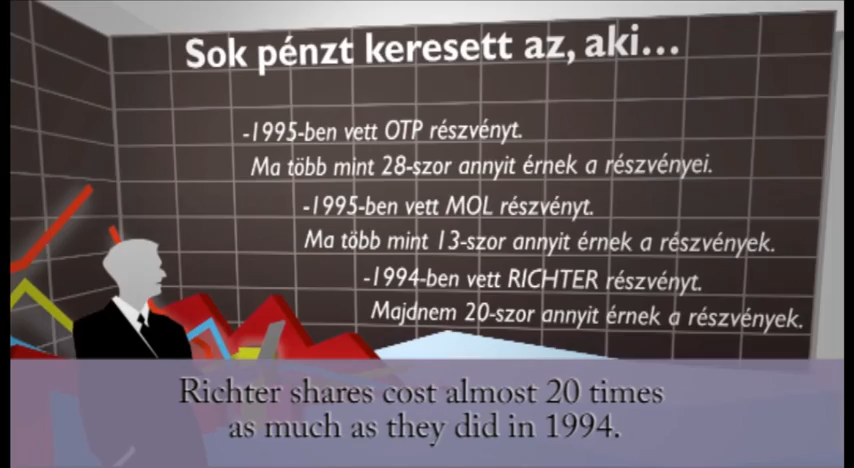 Sok pénzt keresett az, aki...
-1995-ben vett OTP részvényt.
Ma több mint 28-szor annyit érnek a részvényei.
-1995-ben vett MOL részvényt.
Ma több mint 13-szor annyit érnek a részvények.
-1994-ben vett RICHTER részvényt.
Majdnem 20-szor annyit érnek a részvények.
Richter shares cost almost 20 times
as much as they did in 1994.